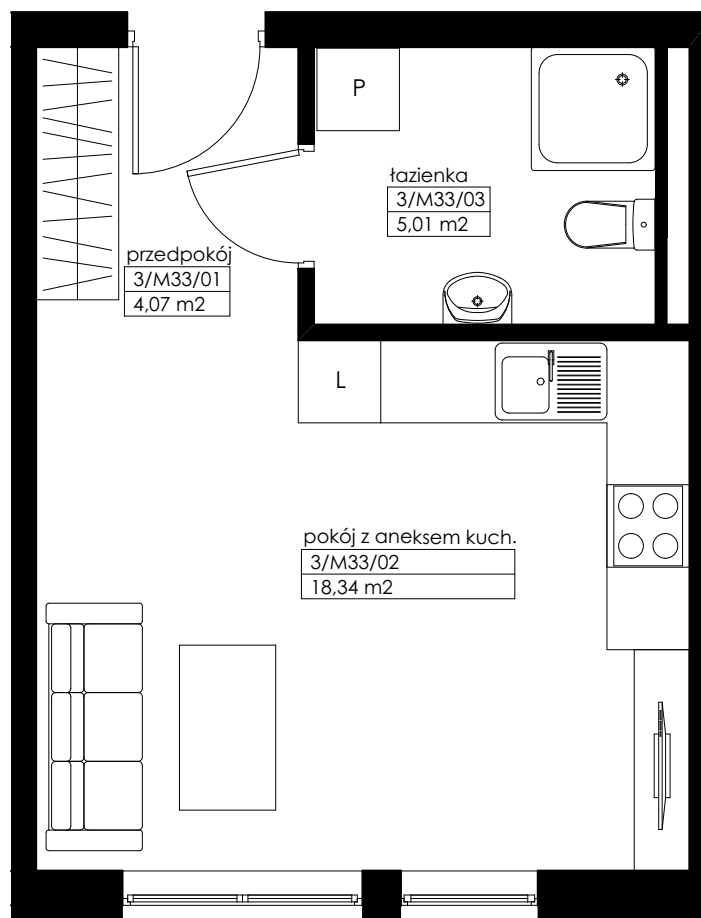 P
łazienka
3/M33/03
5,01 m2
przedpokój
3/M33/01
4,07 m2
L
pokój z aneksem kuch.
3/M33/02
18,34 m2